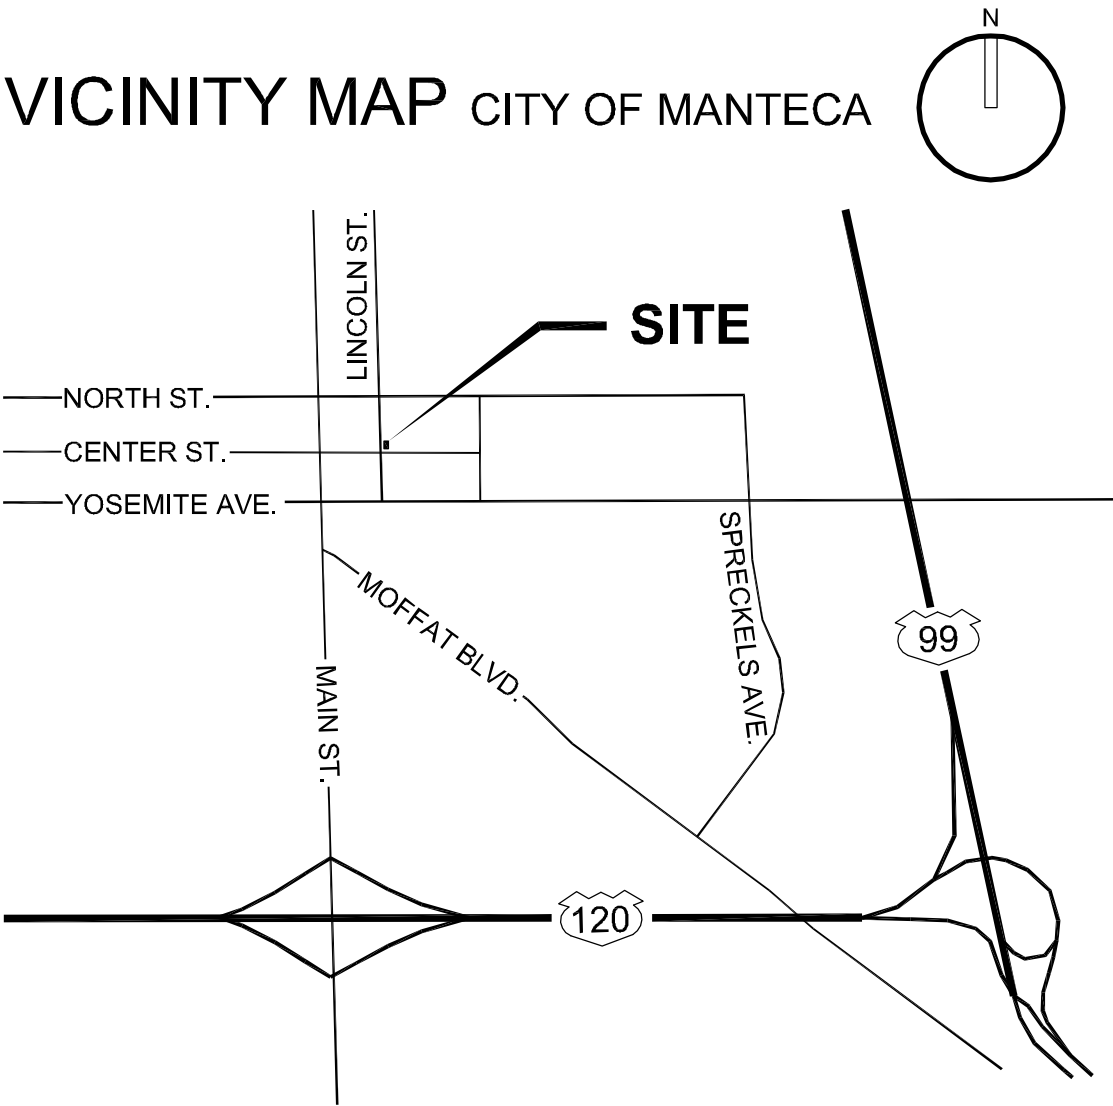 N
VICINITY MAP CITY OF MANTECA
LINCOLN ST.
SITE
NORTH ST.
CENTER ST.
YOSEMITE AVE.
SPRECKELS AVE.
MOFFAT BLVD.
99
MAIN ST.
120